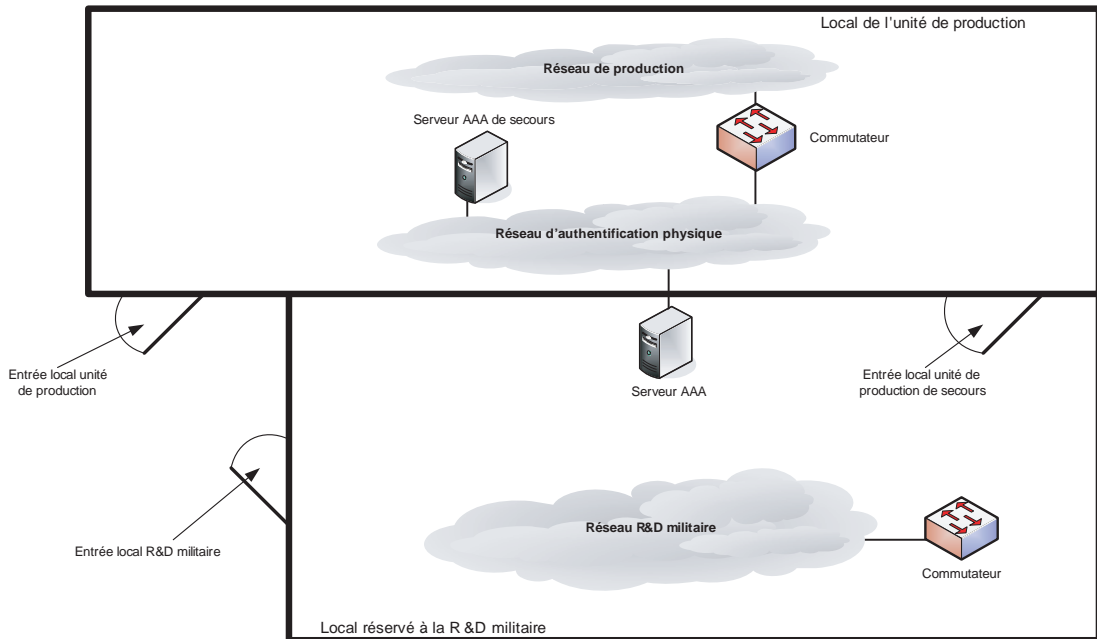 Local de l'unité de production
Réseau de production
Serveur AAA de secours
Commutateur
Réseau d'authentification physique
Entrée local unité
de production
Serveur AAA
Entrée local unité de
production de secours
Réseau R&D militaire
Entrée local R&D militaire
Commutateur
Local réservé à la R &D militaire